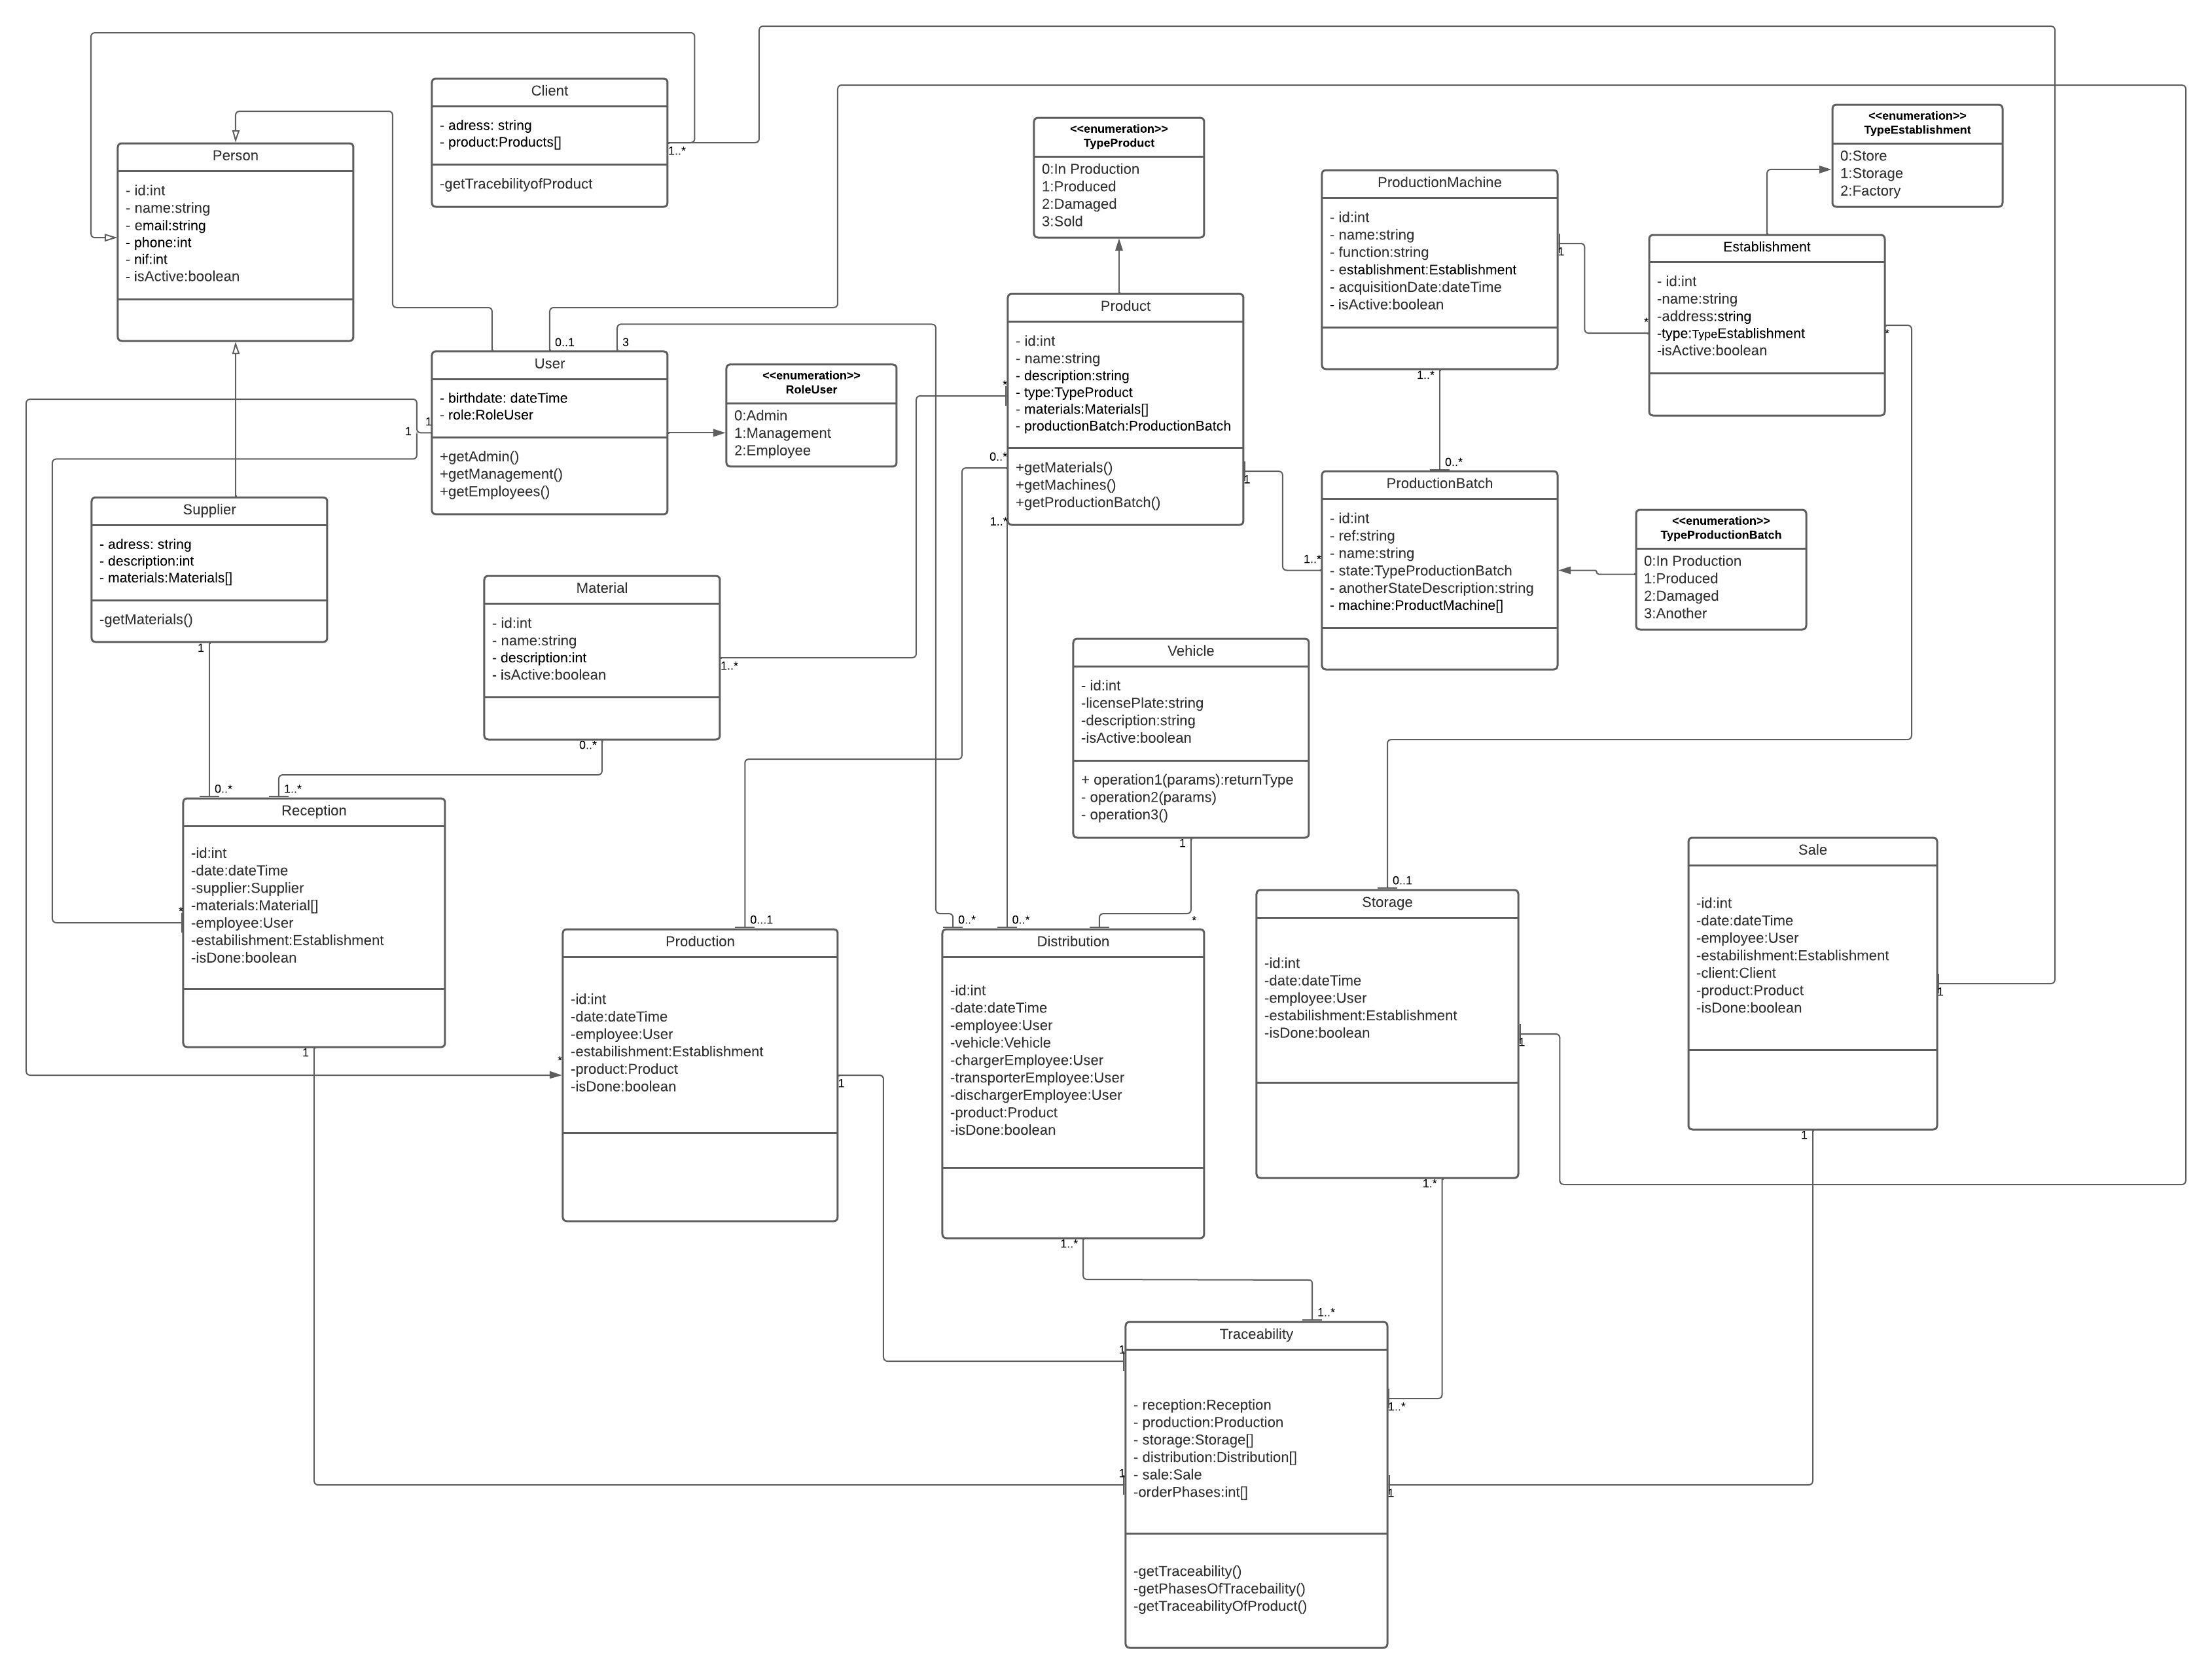 Client
- adress: string
- product:Products[]
-getTracebilityofProduct
1..*
Person
- id:int
- name:string
- email:string
- phone:int
- nif:int
- isActive:boolean
<<enumeration>>
TypeProduct
0:In Production
1:Produced
2:Damaged
3:Sold
ProductionMachine
- id:int
- name:string
- function:string
- establishment:Establishment
- acquisitionDate:dateTime
- isActive:boolean
1
1..*
<<enumeration>>
TypeEstablishment
0:Store
1:Storage
2:Factory
Establishment
- id:int
-name:string
-address:string
-type:TypeEstablishment
-isActive:boolean
*
*
0..1
3
User
- birthdate: dateTime
- role:RoleUser
+getAdmin()
+getManagement()
+getEmployees()
1
1
<<enumeration>>
RoleUser
0:Admin
1:Management
2:Employee
Product
- id:int
- name:string
- description:string
- type:TypeProduct
- materials:Materials[]
- productionBatch:ProductionBatch
+getMaterials()
+getMachines()
+getProductionBatch()
*
0..*
1..*
1
0..*
1..*
ProductionBatch
- id:int
- ref:string
- name:string
- state:TypeProductionBatch
- anotherStateDescription:string
- machine:ProductMachine[]
<<enumeration>>
TypeProductionBatch
0:In Production
1:Produced
2:Damaged
3:Another
Supplier
- adress: string
- description:int
- materials:Materials[]
-getMaterials()
1
Material
- id:int
- name:string
- description:int
- isActive:boolean
1..*
0..*
Vehicle
- id:int
-licensePlate:string
-description:string
-isActive:boolean
+ operation1(params):returnType
- operation2(params)
- operation3()
1
0..*
1..*
Reception
-id:int
-date:dateTime
-supplier:Supplier
-materials:Material[]
-employee:User
-estabilishment:Establishment
-isDone:boolean
*
1
0...1
Production
-id:int
-date:dateTime
-employee:User
-estabilishment:Establishment
-product:Product
-isDone:boolean
*
1
0..*
0..*
*
Distribution
-id:int
-date:dateTime
-employee:User
-vehicle:Vehicle
-chargerEmployee:User
-transporterEmployee:User
-dischargerEmployee:User
-product:Product
-isDone:boolean
1..*
0..1
Storage
-id:int
-date:dateTime
-employee:User
-estabilishment:Establishment
-isDone:boolean
1
1.*
Sale
-id:int
-date:dateTime
-employee:User
-estabilishment:Establishment
-client:Client
-product:Product
-isDone:boolean
1
1
1..*
Traceability
- reception:Reception
- production:Production
- storage:Storage[]
- distribution:Distribution[]
- sale:Sale
-orderPhases:int[]
-getTraceability()
-getPhasesOfTracebaility()
-getTraceabilityOfProduct()
1
1
1..*
1